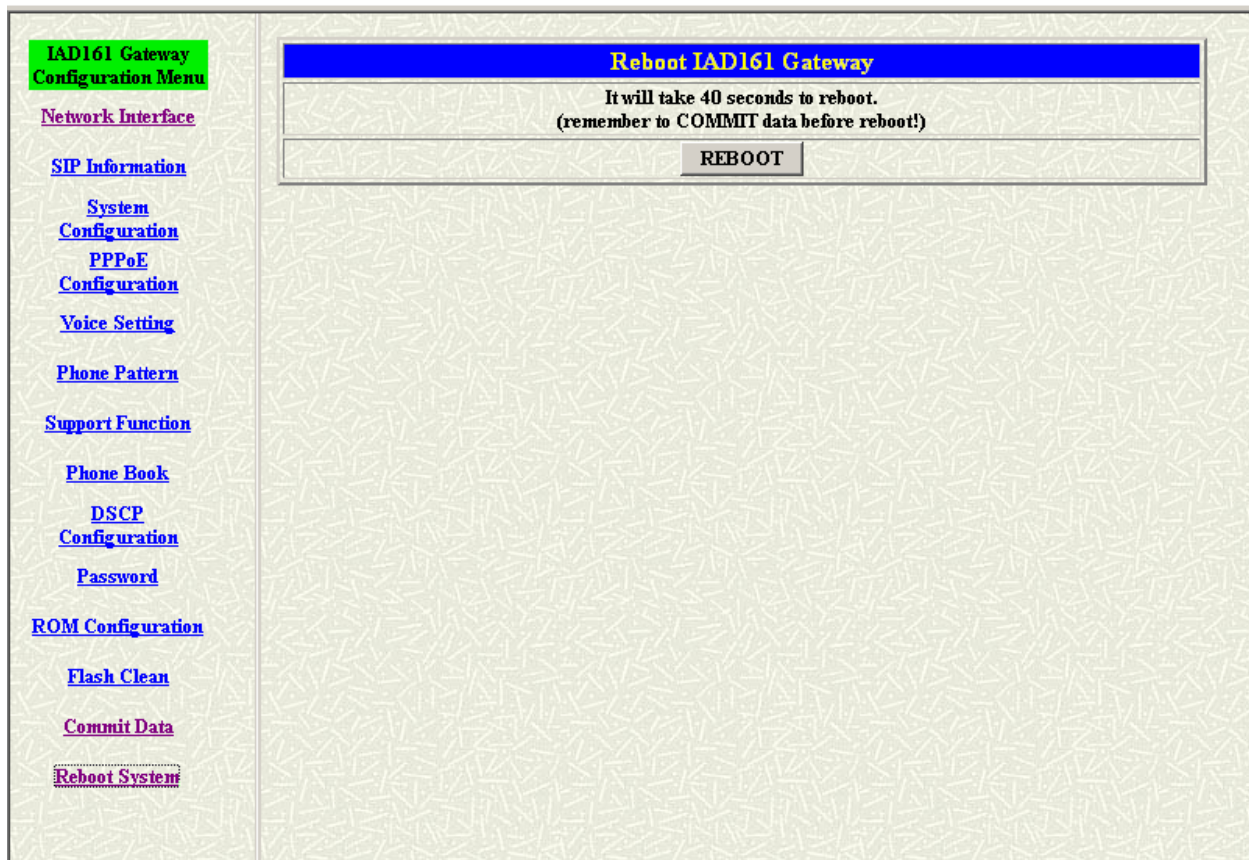 IAD161 Gateway
Configuration Menu
Network Interface
SIP Information
System
Configuration
PPPoE
Configuration
Voice Setting
Phone Pattern
Support Function
Phone Book
DSCP
Configuration
Password
ROM Configuration
Flash Clean
Commit Data
Reboot System
Reboot IAD161 Gateway
It will take 40 seconds to reboot.
(remember to COMMIT data before reboot!)
REBOOT